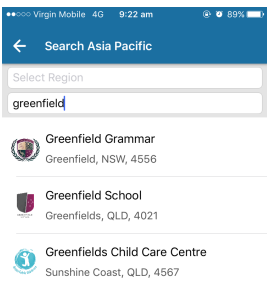 Virgin Mobile 4G 9:22 am 89%
Search Asia Pacific
Select Region
greenfield
Greenfield Grammar
Greenfield, NSW, 4556
Greenfield School
Greenfields, QLD, 4021
Greenfields Child Care Centre
Sunshine Coast, QLD, 4567